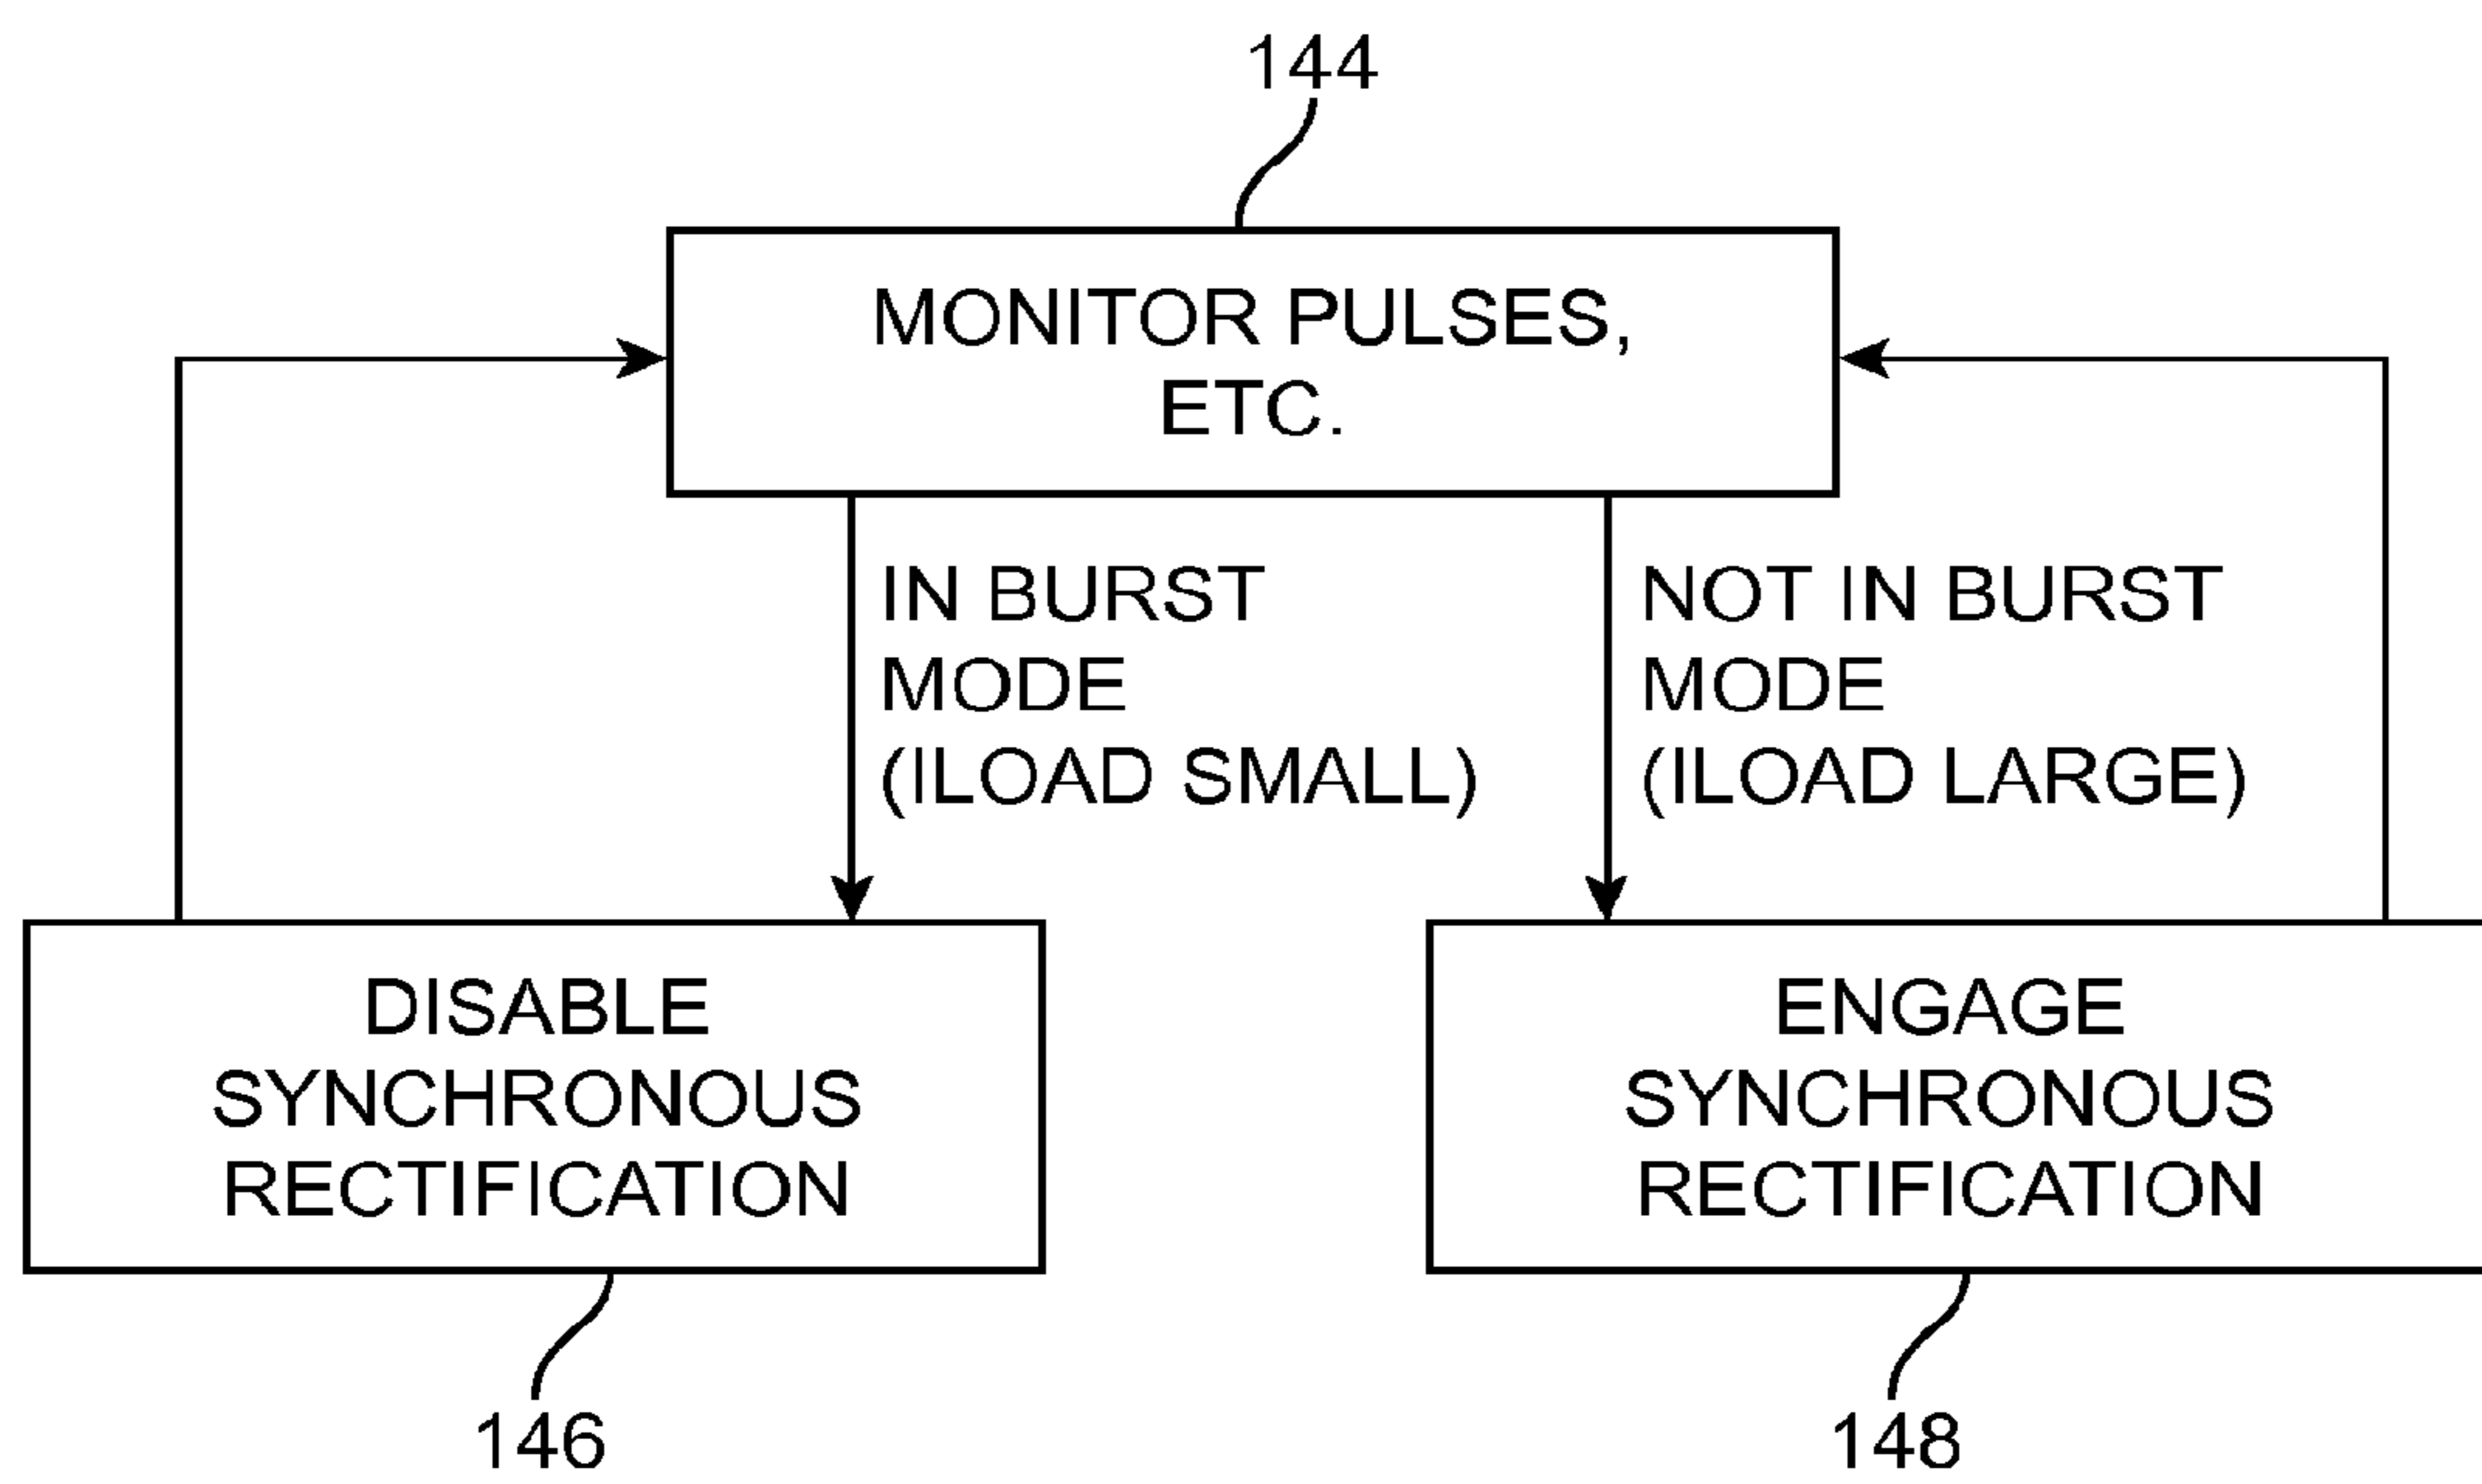 144
MONITOR PULSES,
ETC.
IN BURST
MODE
(ILOAD SMALL)
NOT IN BURST
MODE
(ILOAD LARGE)
DISABLE
SYNCHRONOUS
RECTIFICATION
ENGAGE
SYNCHRONOUS
RECTIFICATION
146
148